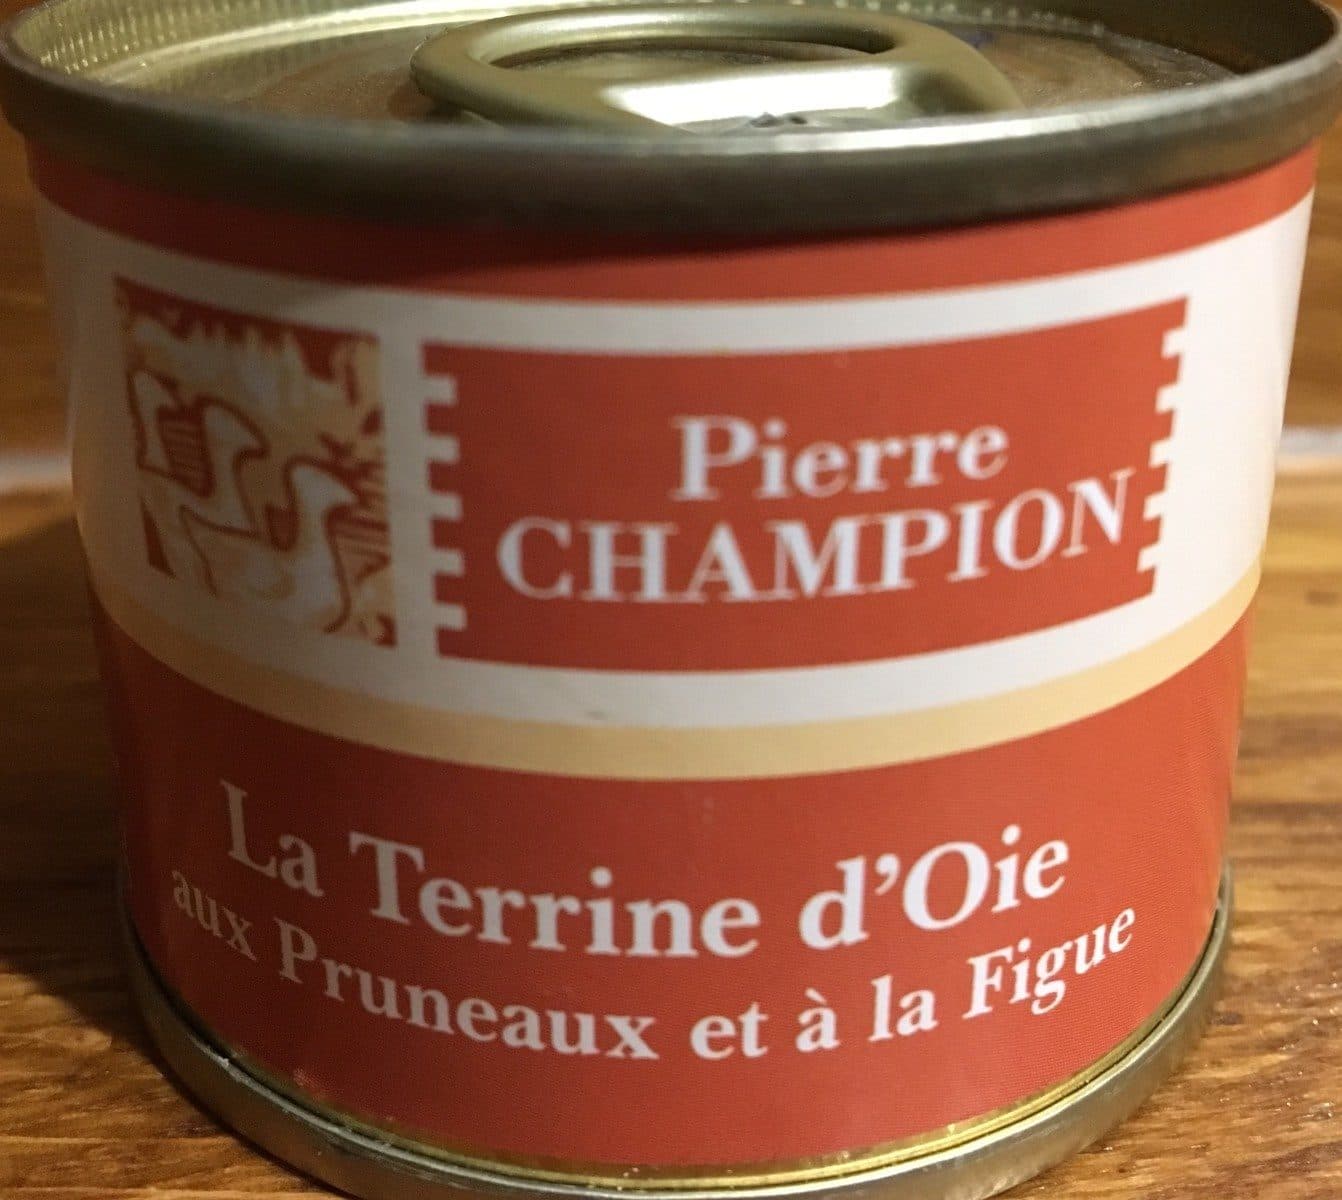 Pierre
CHAMPION
La Terrine d'Oie
aux Pruneaux et à la Figue